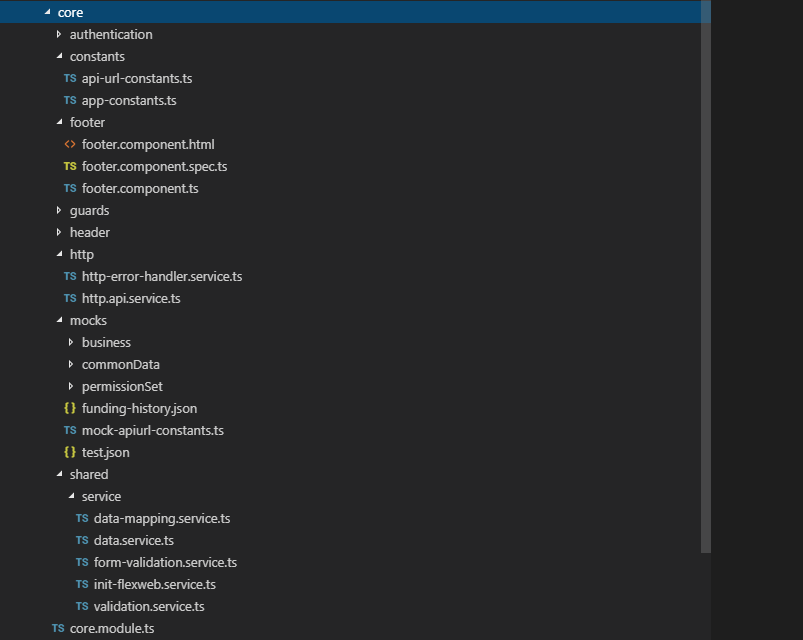 core
authentication
constants
TS api-url-constants.ts
TS app-constants.ts
footer
<> footer.component.html
TS footer.component.spec.ts
TS footer.component.ts
guards
header
http
TS http-error-handler.service.ts
TS http.api.service.ts
mocks
business
commonData
permissionSet
{} funding-history.json
TS mock-apiurl-constants.ts
{} test.json
shared
service
TS data-mapping.service.ts
TS data.service.ts
TS form-validation.service.ts
TS init-flexweb.service.ts
TS validation.service.ts
TS core.module.ts